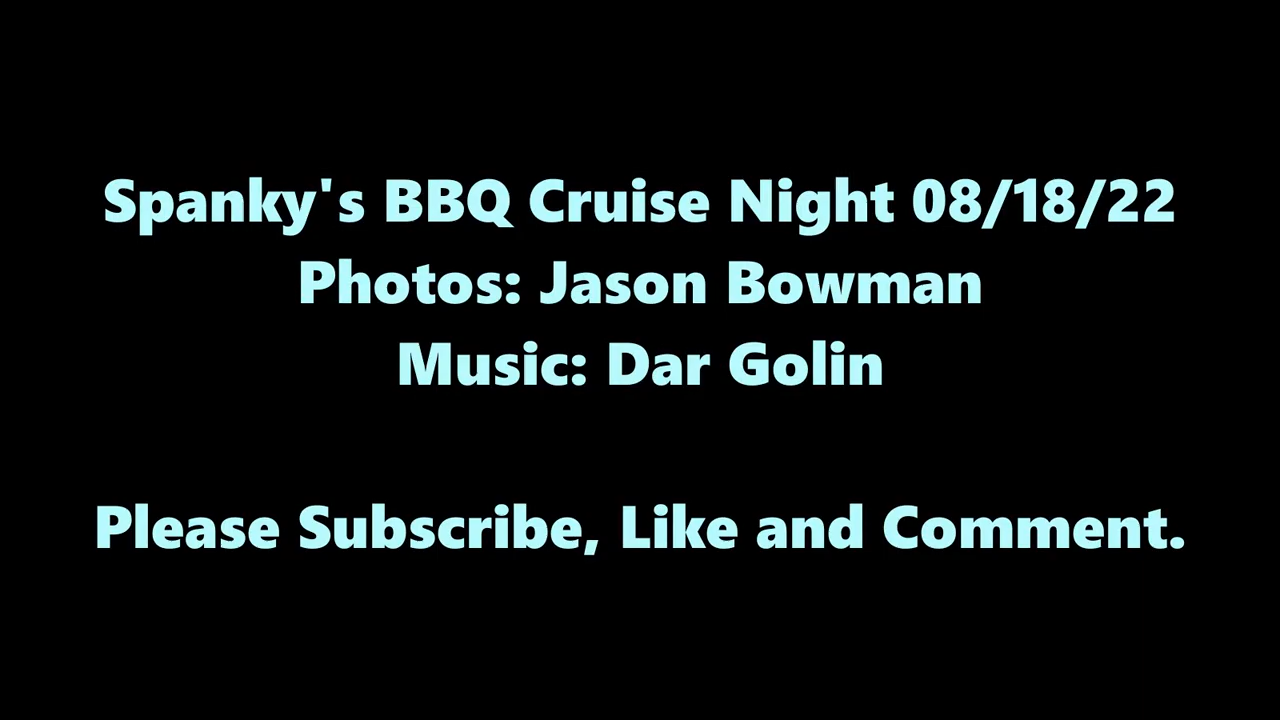 Spanky's BBQ Cruise Night 08/18/22
Photos: Jason Bowman
Music: Dar Golin
Please Subscribe, Like and Comment.